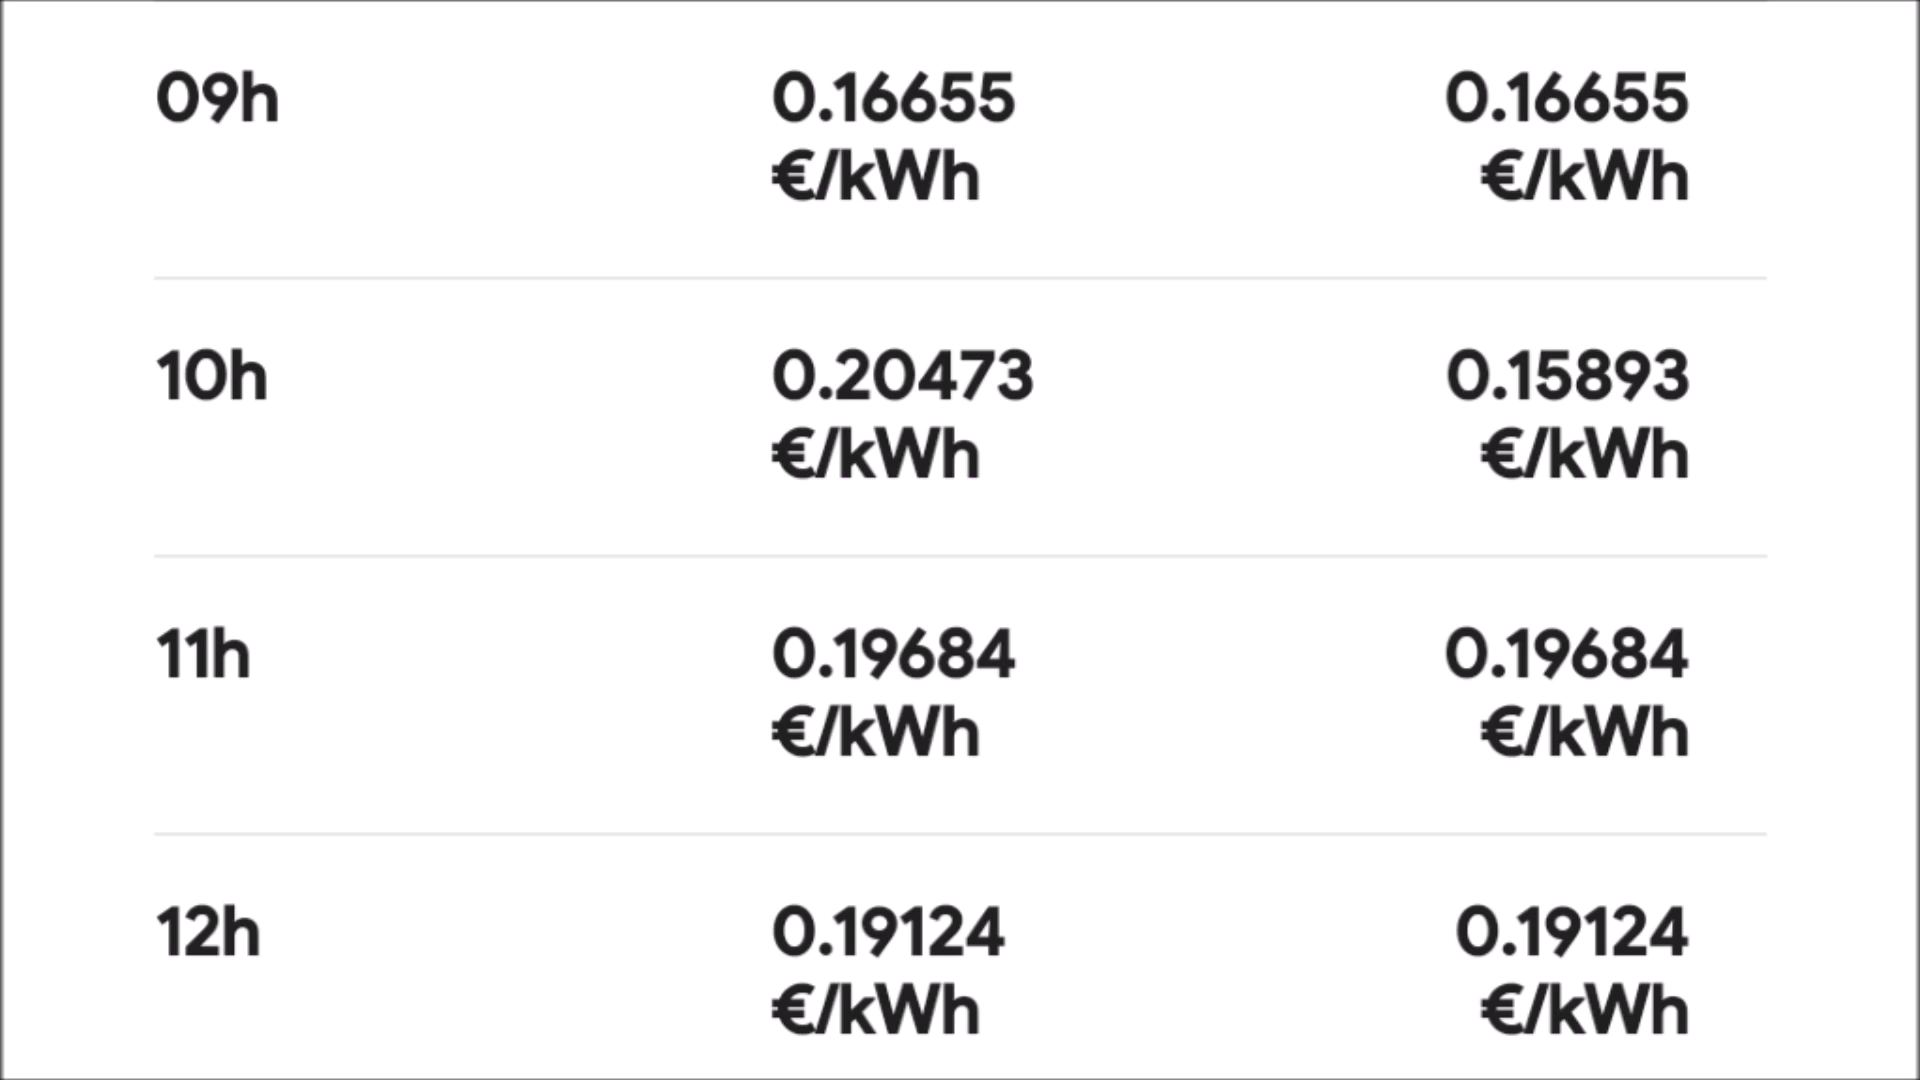 09h 0.16655 0.16655
€/kWh €/kWh
10h 0.20473 0.15893
€/kWh €/kWh
11h 0.19684 0.19684
€/kWh €/kWh
12h 0.19124 0.19124
€/kWh €/kWh